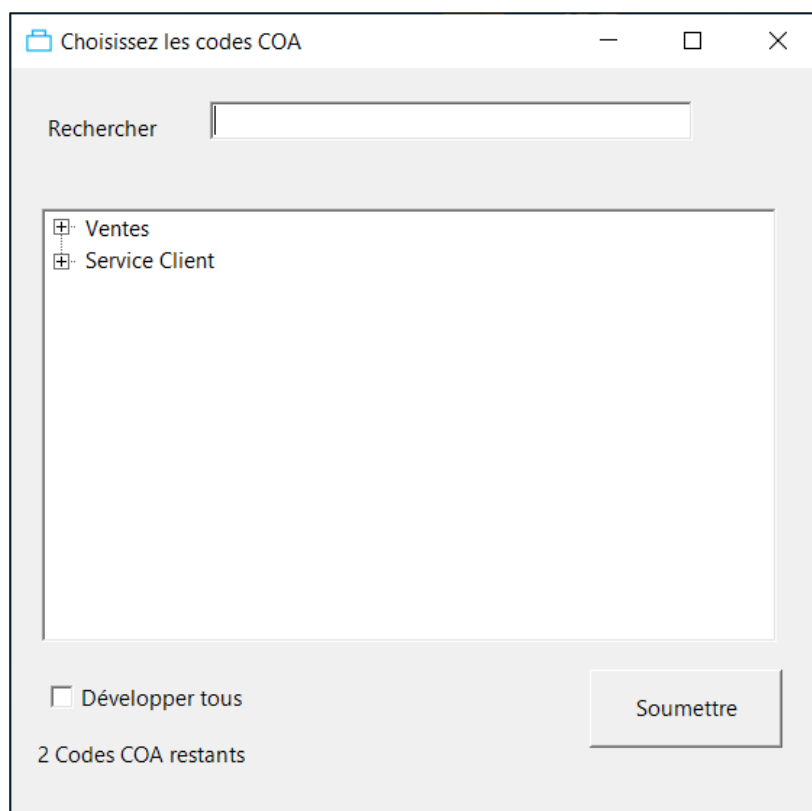 Choisissez les codes COA
Rechercher
Ventes
Service Client
Développer tous
Soumettre
2 Codes COA restants